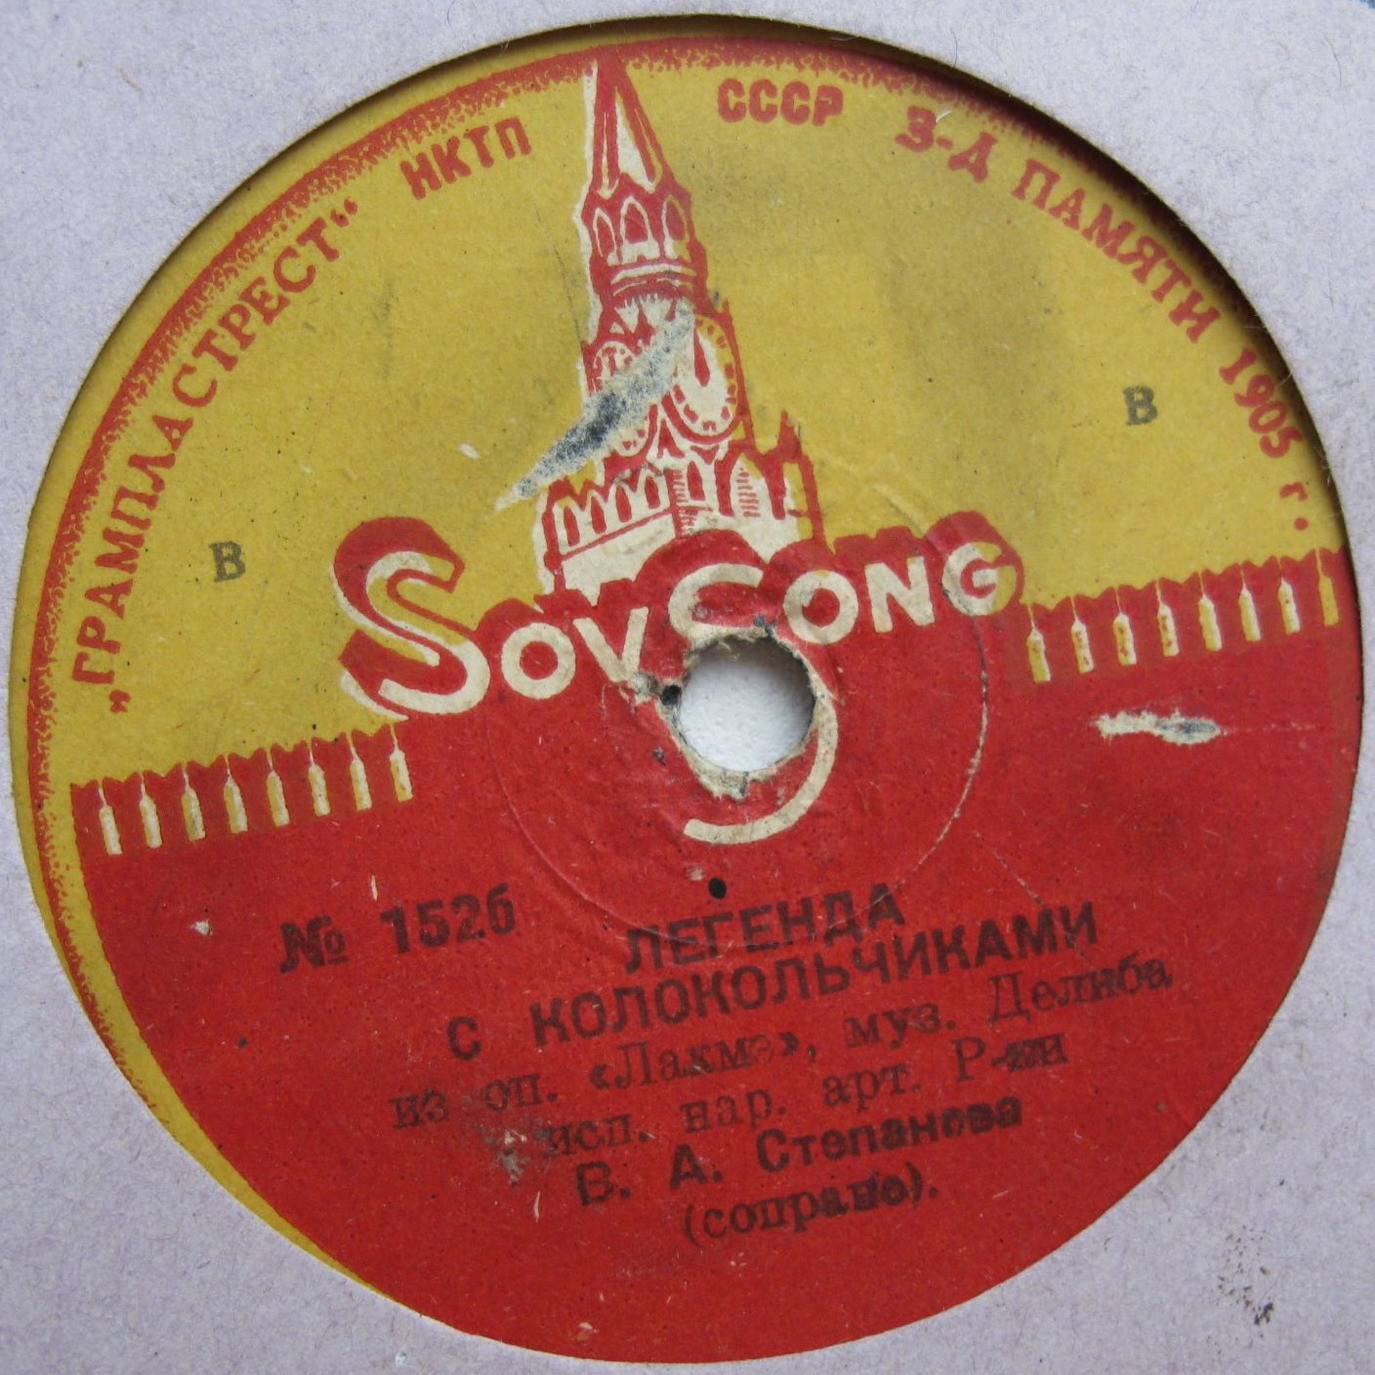 „ГРАМПЛАСТРЕСТ“ НКТП СССР З-Д ПАМЯТИ 1905 г.
В
В
SOVSONG
№ 1526
ЛЕГЕНДА
С КОЛОКОЛЬЧИКАМИ
из оп. «Лакмэ», муз. Делиба
исп. нар. арт. Р-ки
В. А. Степанова
(сопрано).